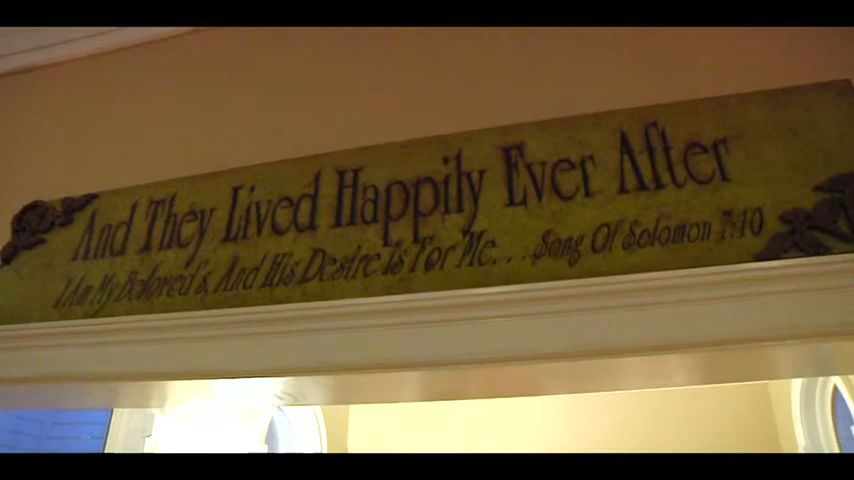 And They Lived Happily Ever After
I Am My Beloved's, And His Desire Is For Me... Song Of Solomon 7:10